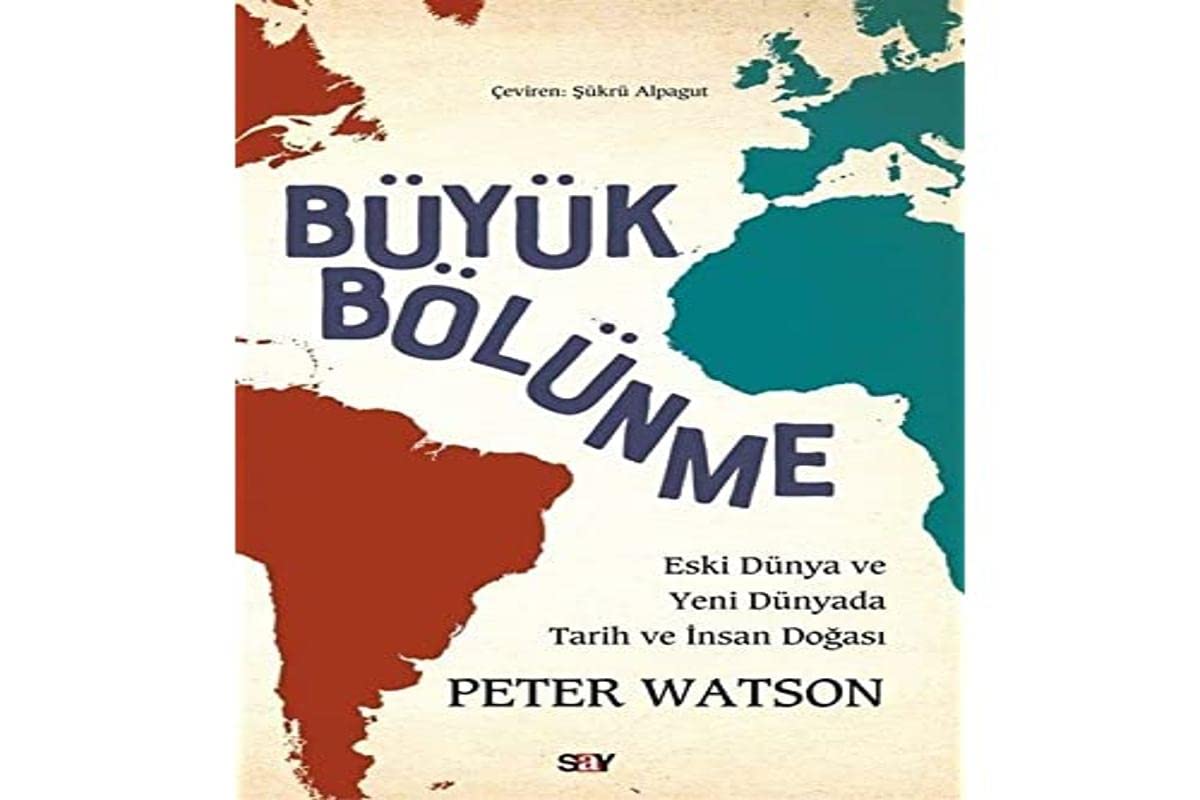 Çeviren: Şükrü Alpagut
BÜYÜK
BÖLÜNME
Eski Dünya ve
Yeni Dünyada
Tarih ve İnsan Doğası
PETER WATSON
say